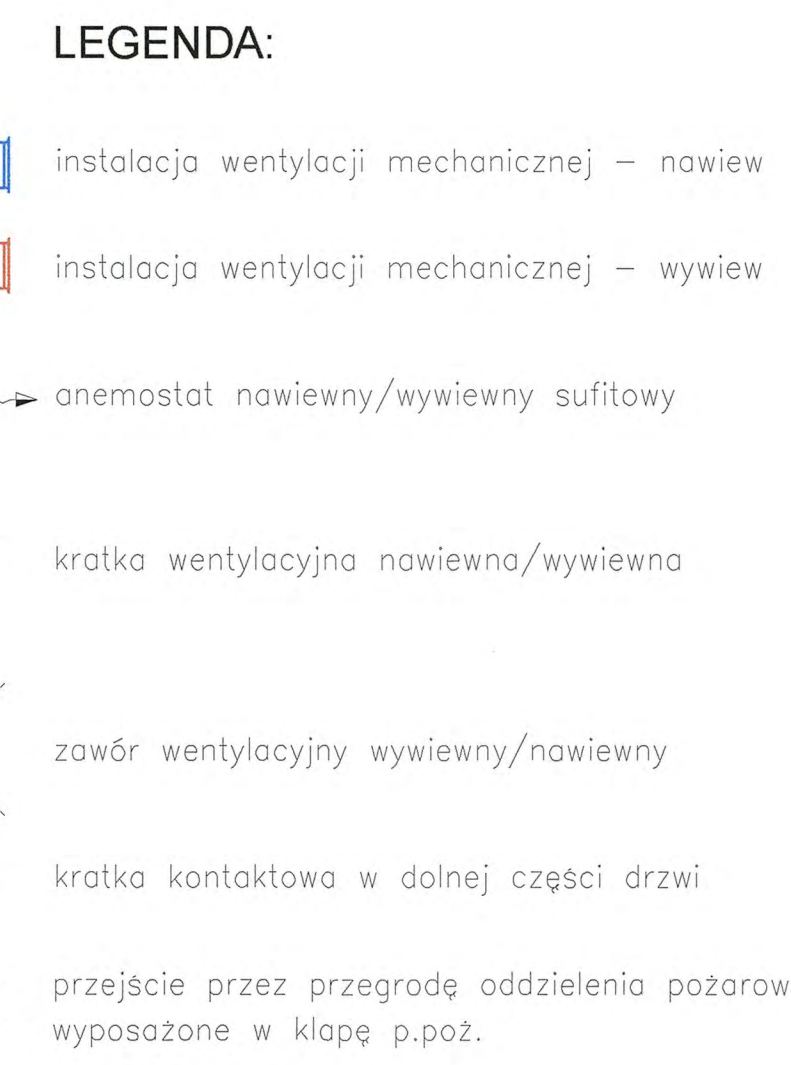 LEGENDA:
instalacja wentylacji mechanicznej – nawiew
instalacja wentylacji mechanicznej – wywiew
anemostat nawiewny/wywiewny sufitowy
kratka wentylacyjna nawiewna/wywiewna
zawór wentylacyjny wywiewny/nawiewny
kratka kontaktowa w dolnej części drzwi
przejście przez przegrodę oddzielenia pożarow
wyposażone w klapę p.poż.